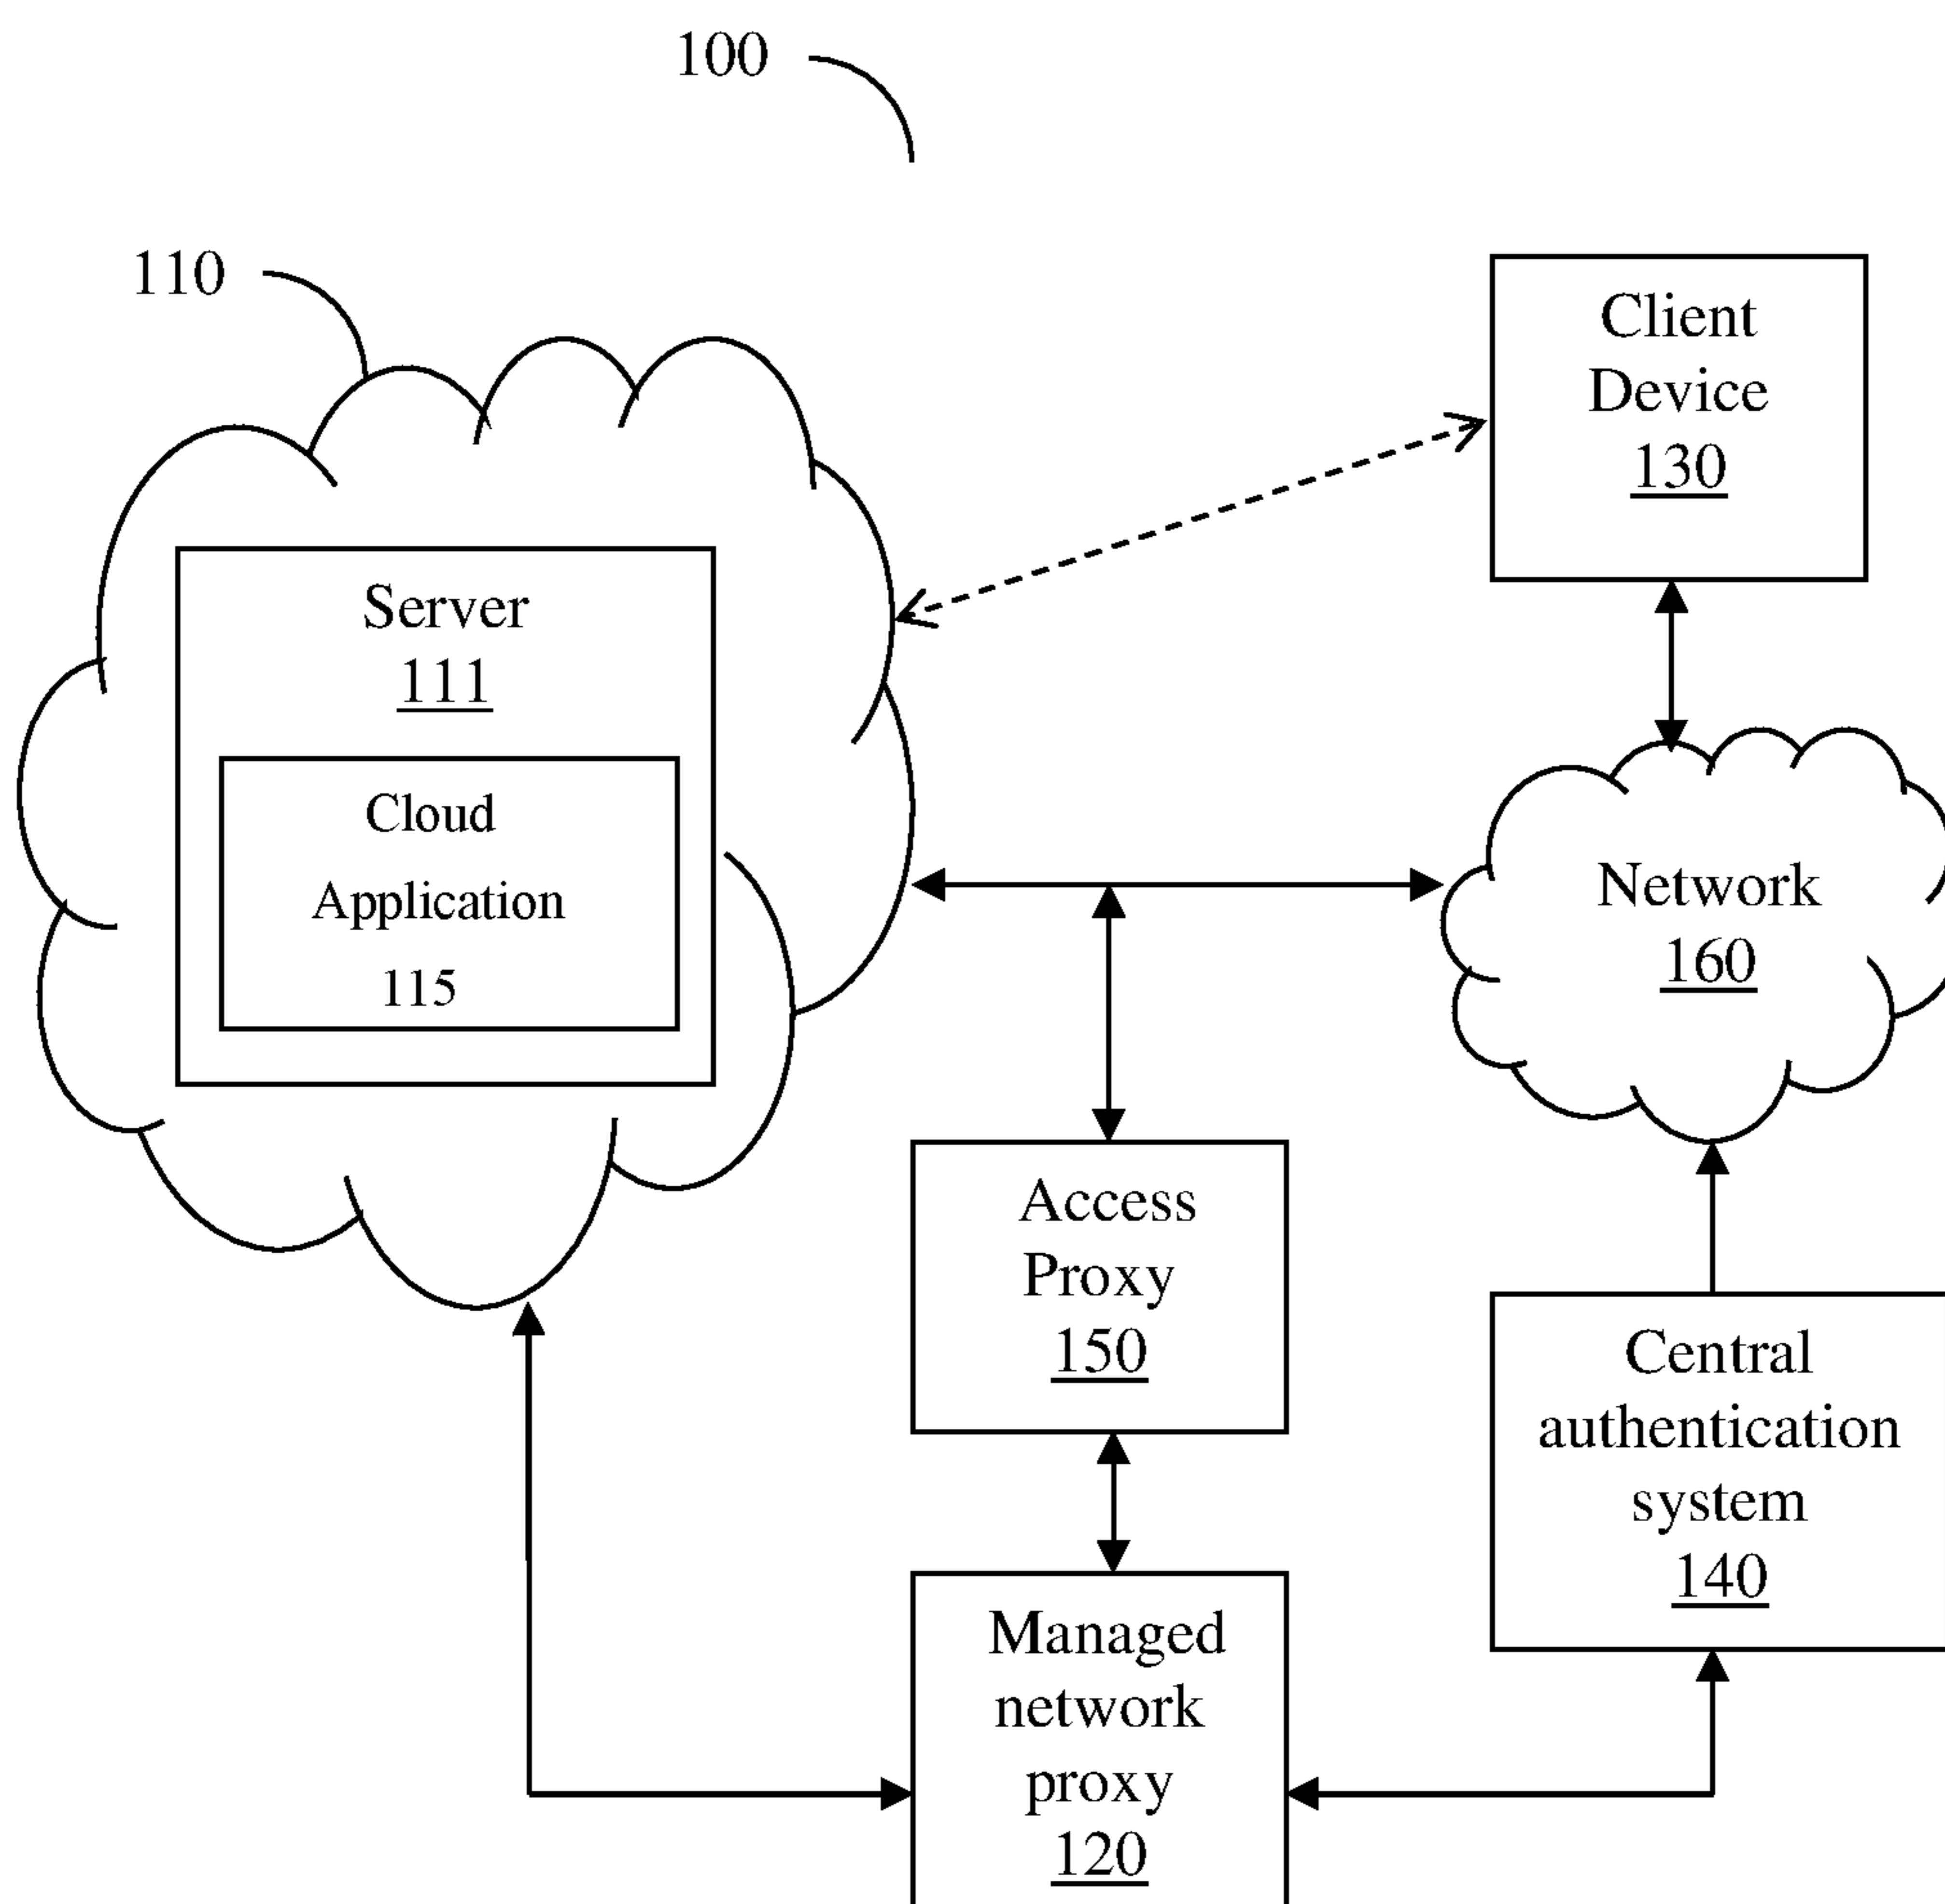 100
110
Client
Device
130
Server
111
Cloud
Application
115
Network
160
Access
Proxy
150
Central
authentication
system
140
Managed
network
proxy
120